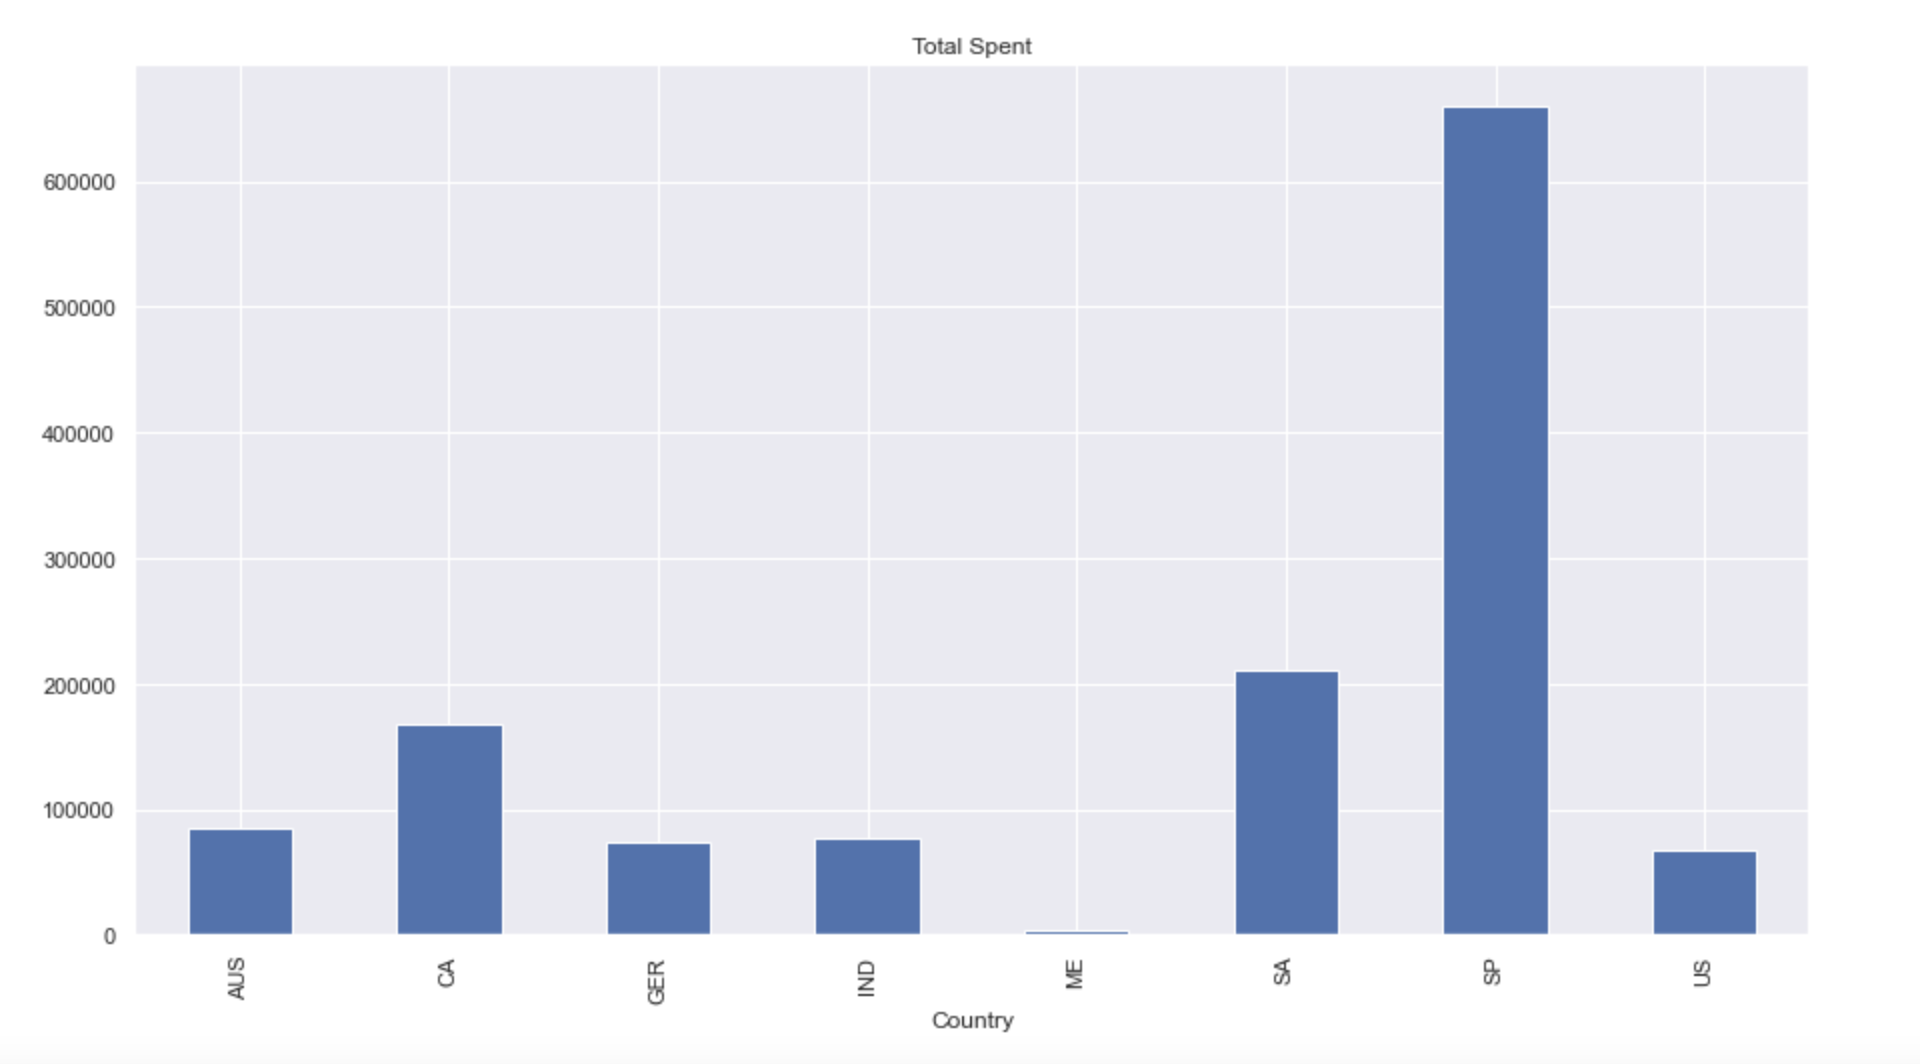 Total Spent
600000
500000
400000
300000
200000
100000
0
AUS
CA
GER
IND
ME
SA
SP
US
Country